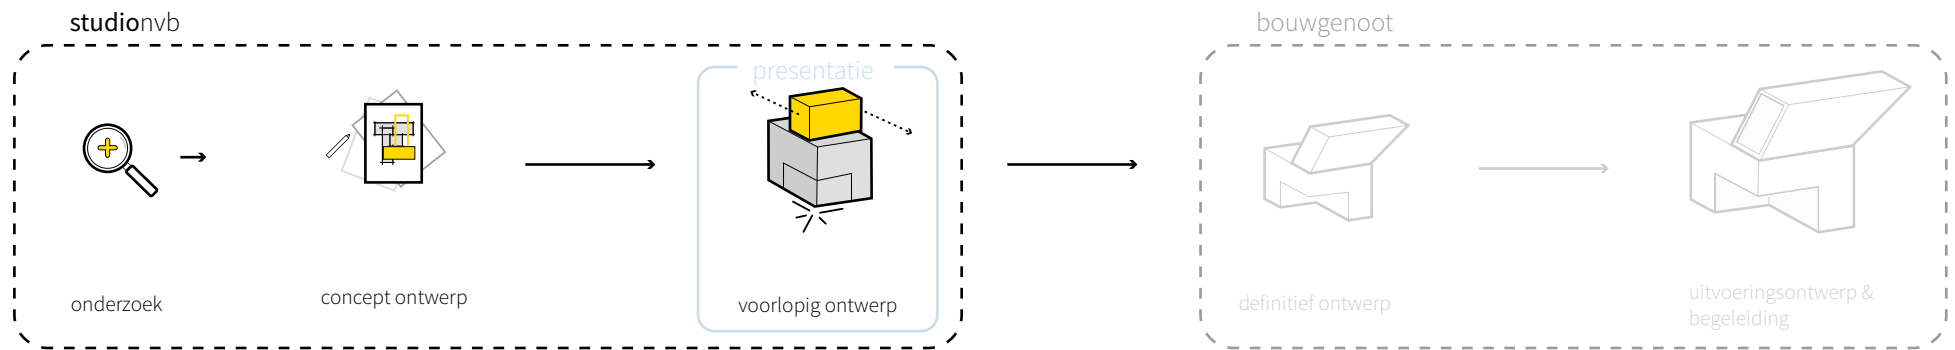 studionvb
bouwgenoot
presentatie
onderzoek
concept ontwerp
voorlopig ontwerp
definitief ontwerp
uitvoeringsontwerp &
begeleiding